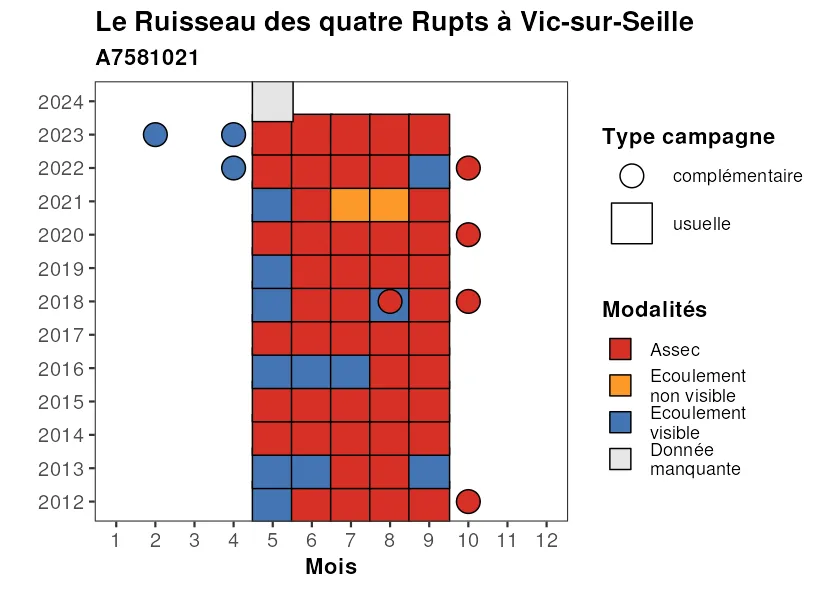 Le Ruisseau des quatre Rupts à Vic-sur-Seille
A7581021
2024
2023
2022
2021
2020
2019
2018
2017
2016
2015
2014
2013
2012
1 2 3 4 5 6 7 8 9 10 11 12
Mois
Type campagne
complémentaire
usuelle
Modalités
Assec
Ecoulement
non visible
Ecoulement
visible
Donnée
manquante